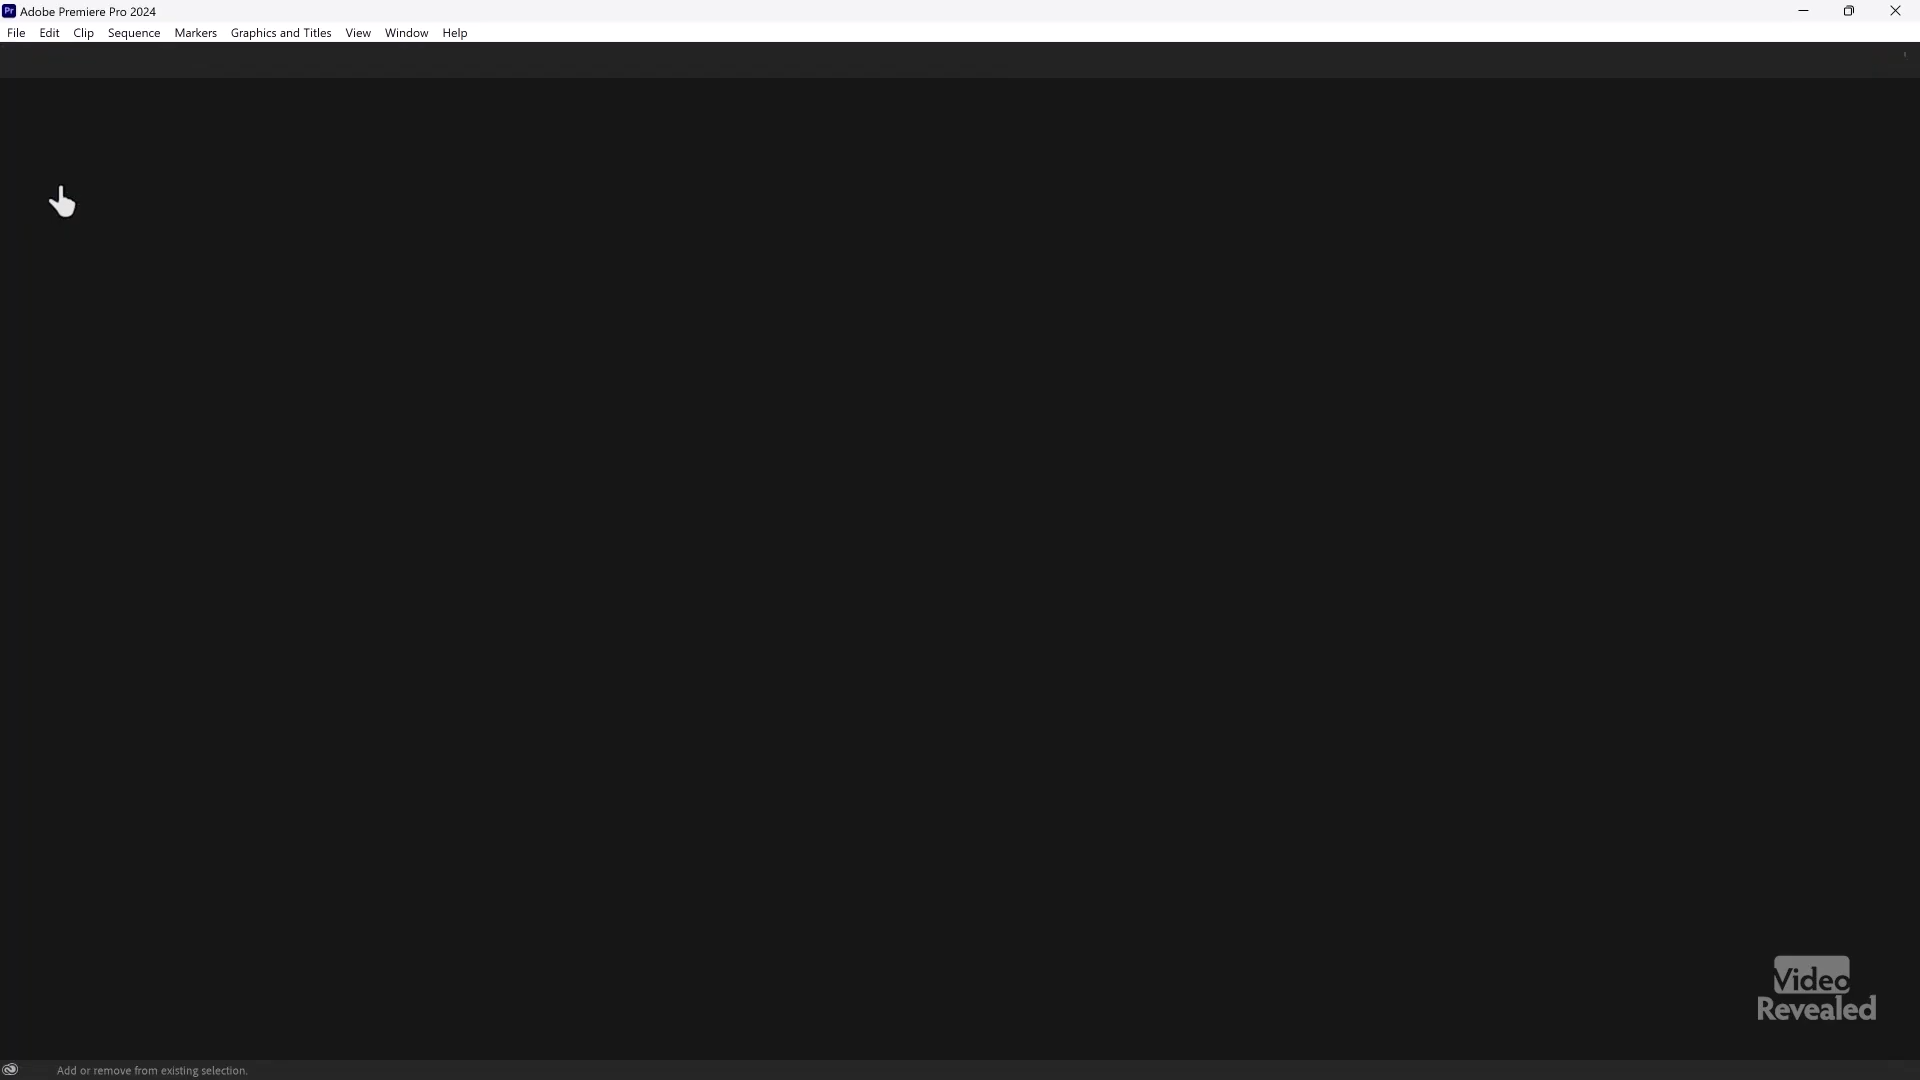 Pr Adobe Premiere Pro 2024
File Edit Clip Sequence Markers Graphics and Titles View Window Help
Video
Revealed
Add or remove from existing selection.